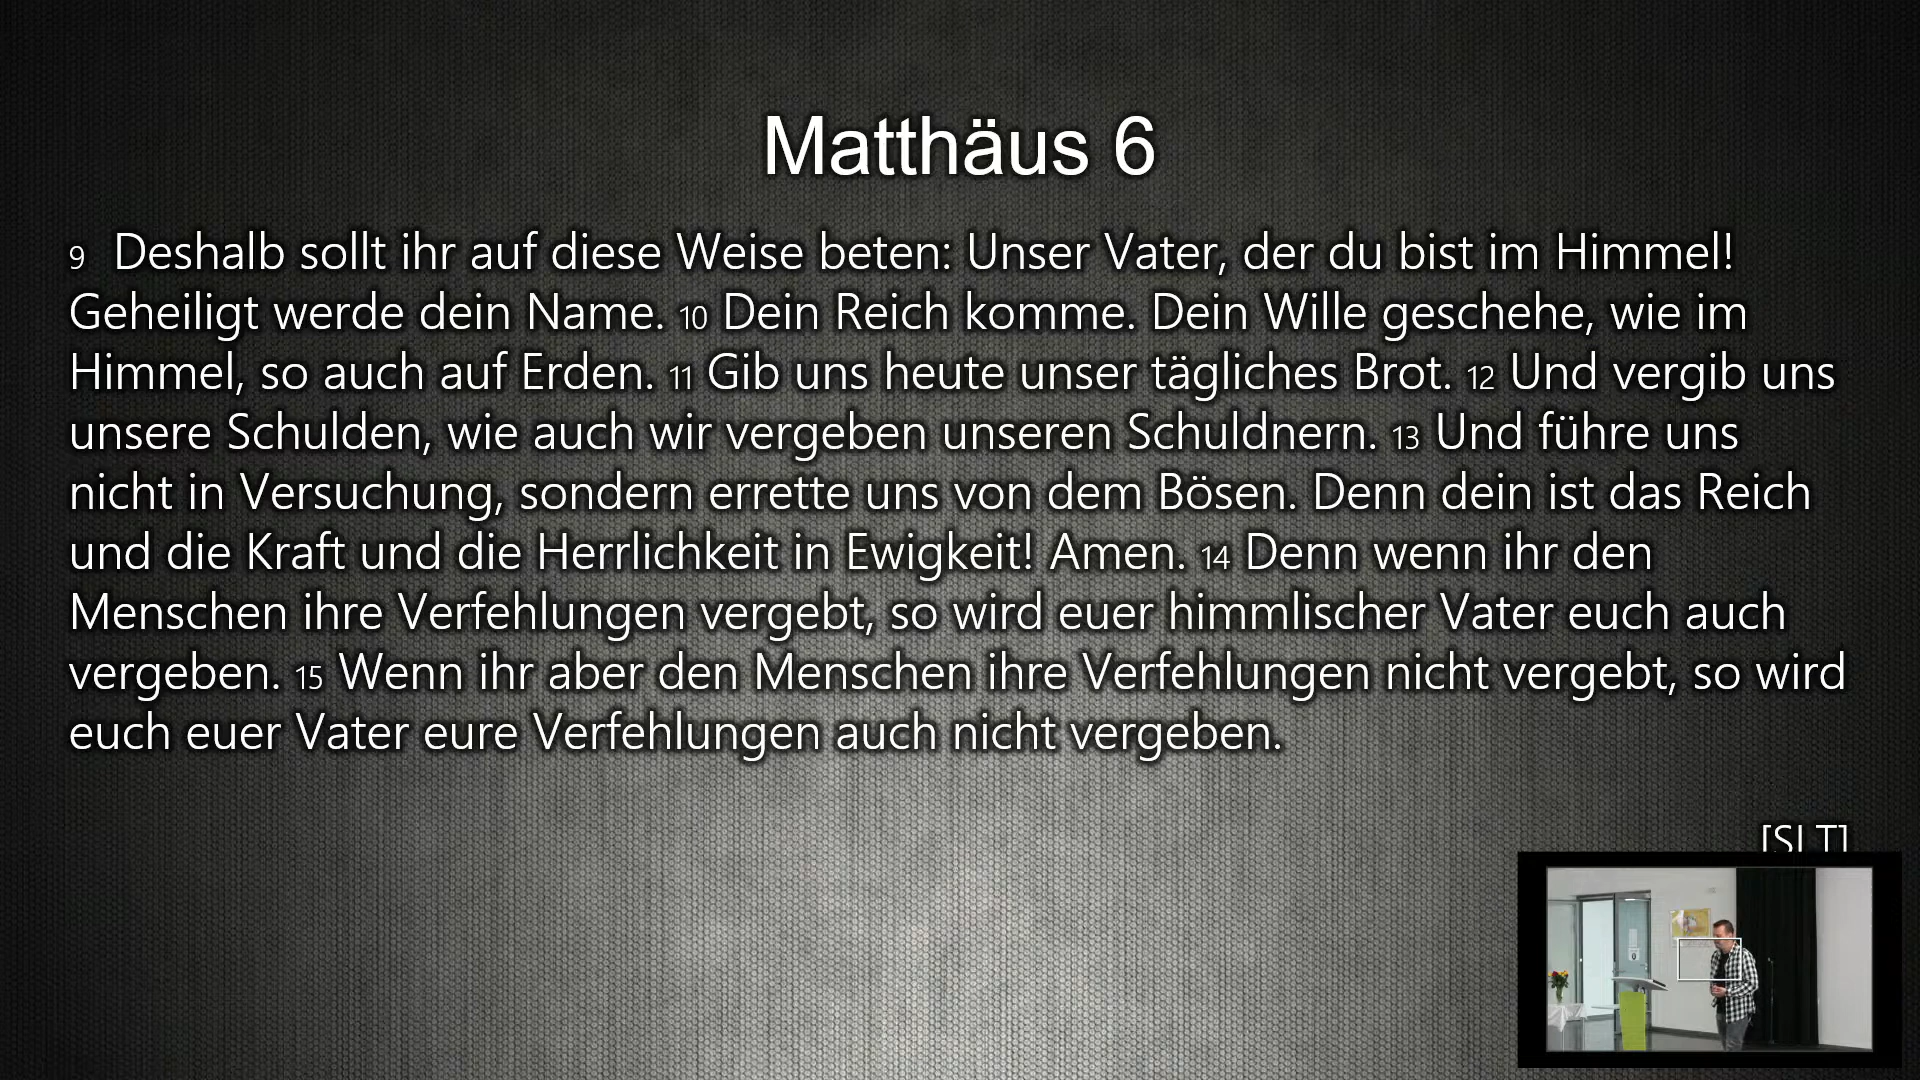 Matthäus 6
9 Deshalb sollt ihr auf diese Weise beten: Unser Vater, der du bist im Himmel!
Geheiligt werde dein Name. 10 Dein Reich komme. Dein Wille geschehe, wie im
Himmel, so auch auf Erden. 11 Gib uns heute unser tägliches Brot. 12 Und vergib uns
unsere Schulden, wie auch wir vergeben unseren Schuldnern. 13 Und führe uns
nicht in Versuchung, sondern errette uns von dem Bösen. Denn dein ist das Reich
und die Kraft und die Herrlichkeit in Ewigkeit! Amen. 14 Denn wenn ihr den
Menschen ihre Verfehlungen vergebt, so wird euer himmlischer Vater euch auch
vergeben. 15 Wenn ihr aber den Menschen ihre Verfehlungen nicht vergebt, so wird
euch euer Vater eure Verfehlungen auch nicht vergeben.
[SLT]